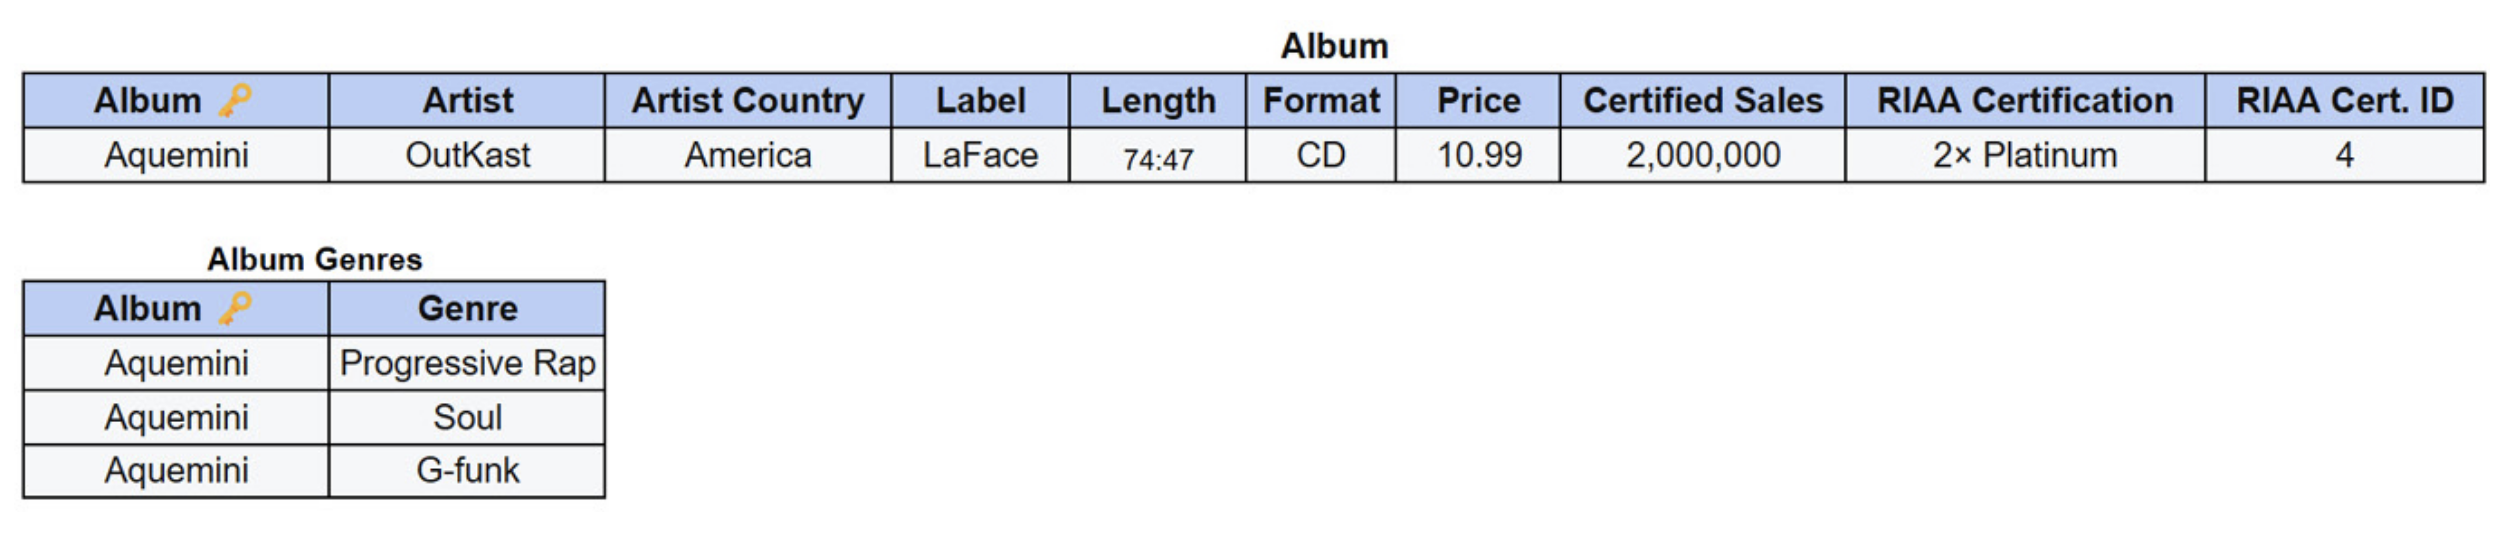 Album
Album Artist Artist Country Label Length Format Price Certified Sales RIAA Certification RIAA Cert. ID
Aquemini OutKast America LaFace 74:47 CD 10.99 2,000,000 2× Platinum 4
Album Genres
Album Genre
Aquemini Progressive Rap
Aquemini Soul
Aquemini G-funk